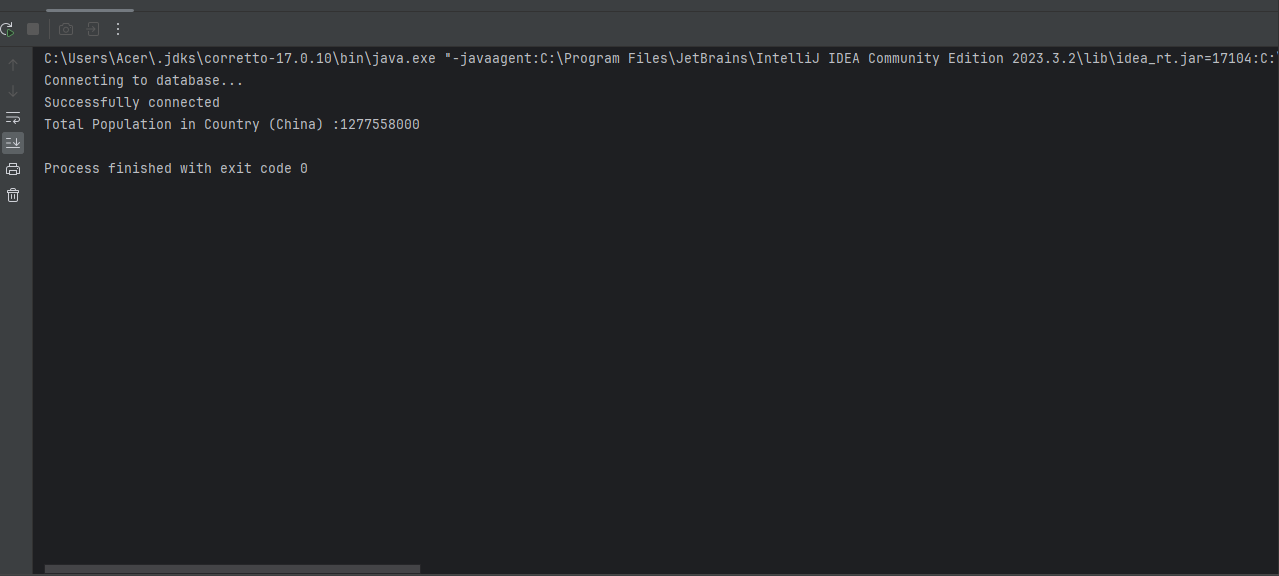 C:\Users\Acer\.jdks\corretto-17.0.10\bin\java.exe "-javaagent:C:\Program Files\JetBrains\IntelliJ IDEA Community Edition 2023.3.2\lib\idea_rt.jar=17104:C:
Connecting to database...
Successfully connected
Total Population in Country (China) :1277558000
Process finished with exit code 0